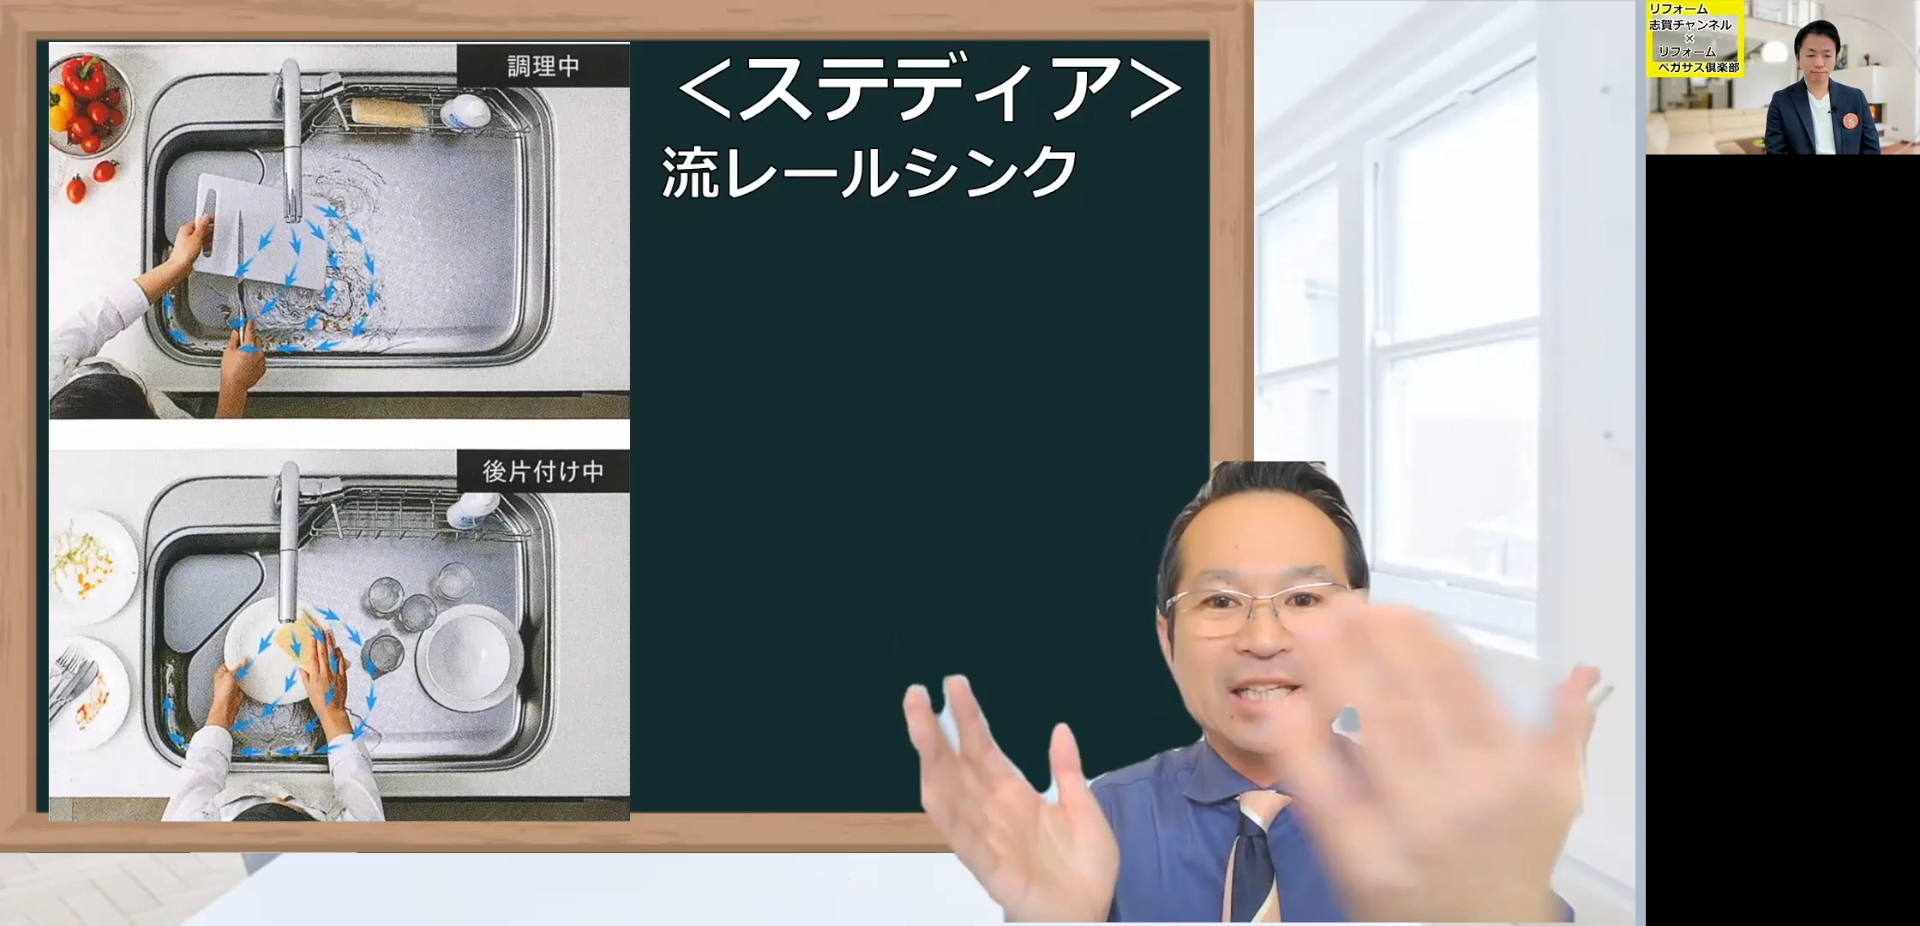 調理中
後片付け中
＜ステディア＞
流レールシンク
リフォーム
志賀チャンネル
×
リフォーム
ペガサス倶楽部